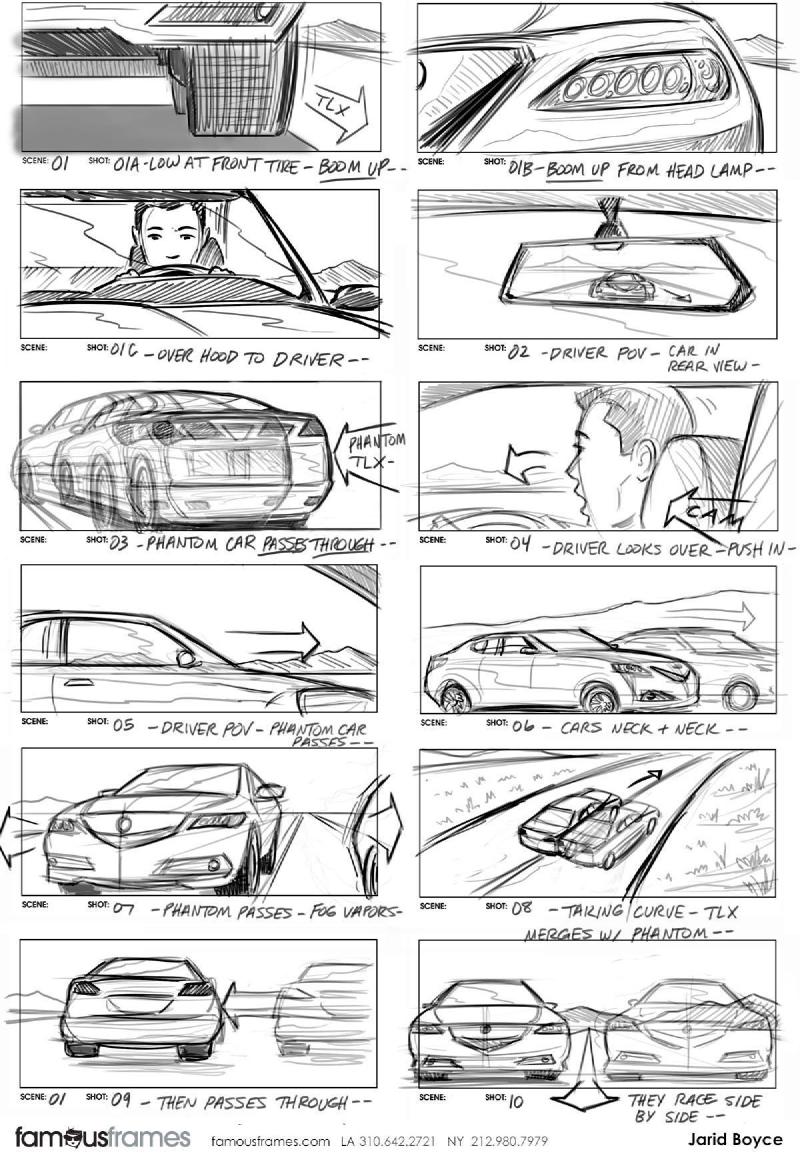 TLX
SCENE: 01 SHOT: 01A-LOW AT FRONT TIRE - BOOM UP--
SCENE: SHOT: 01B-BOOM UP FROM HEAD LAMP--
SCENE: SHOT: 01C - OVER HOOD TO DRIVER--
SCENE: SHOT: 02 - DRIVER POV - CAR IN
REAR VIEW -
PHANTOM
TLX-
SCENE: SHOT: 03 - PHANTOM CAR PASSES THROUGH --
CAM
SCENE: SHOT: 04 - DRIVER LOOKS OVER - PUSH IN-
SCENE: SHOT: 05 - DRIVER POV - PHANTOM CAR
PASSES---
SCENE: SHOT: 06 - CARS NECK + NECK --
SCENE: SHOT: 07 - PHANTOM PASSES - FOG VAPORS-
SCENE: SHOT: 08 - TAKING CURVE - TLX
MERGES W/ PHANTOM --
SCENE: 01 SHOT: 09 - THEN PASSES THROUGH--
SCENE: SHOT: 10 THEY RACE SIDE
BY SIDE --
famousframes famousframes.com LA 310.642.2721 NY 212.980.7979 Jarid Boyce